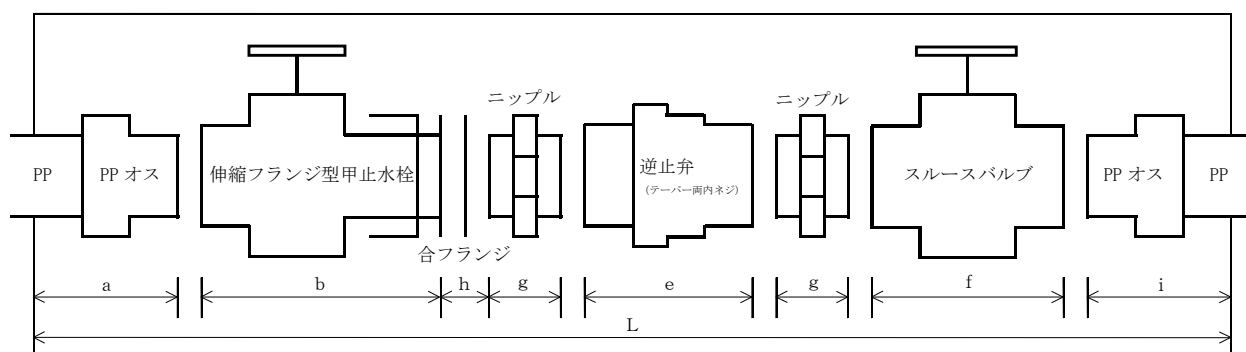 ニップル
ニップル
PP
PP オス
伸縮フランジ型甲止水栓
逆止弁
(テーパー両内ネジ)
スルースバルブ
PP オス
PP
合フランジ
a
b
h
g
e
g
f
i
L